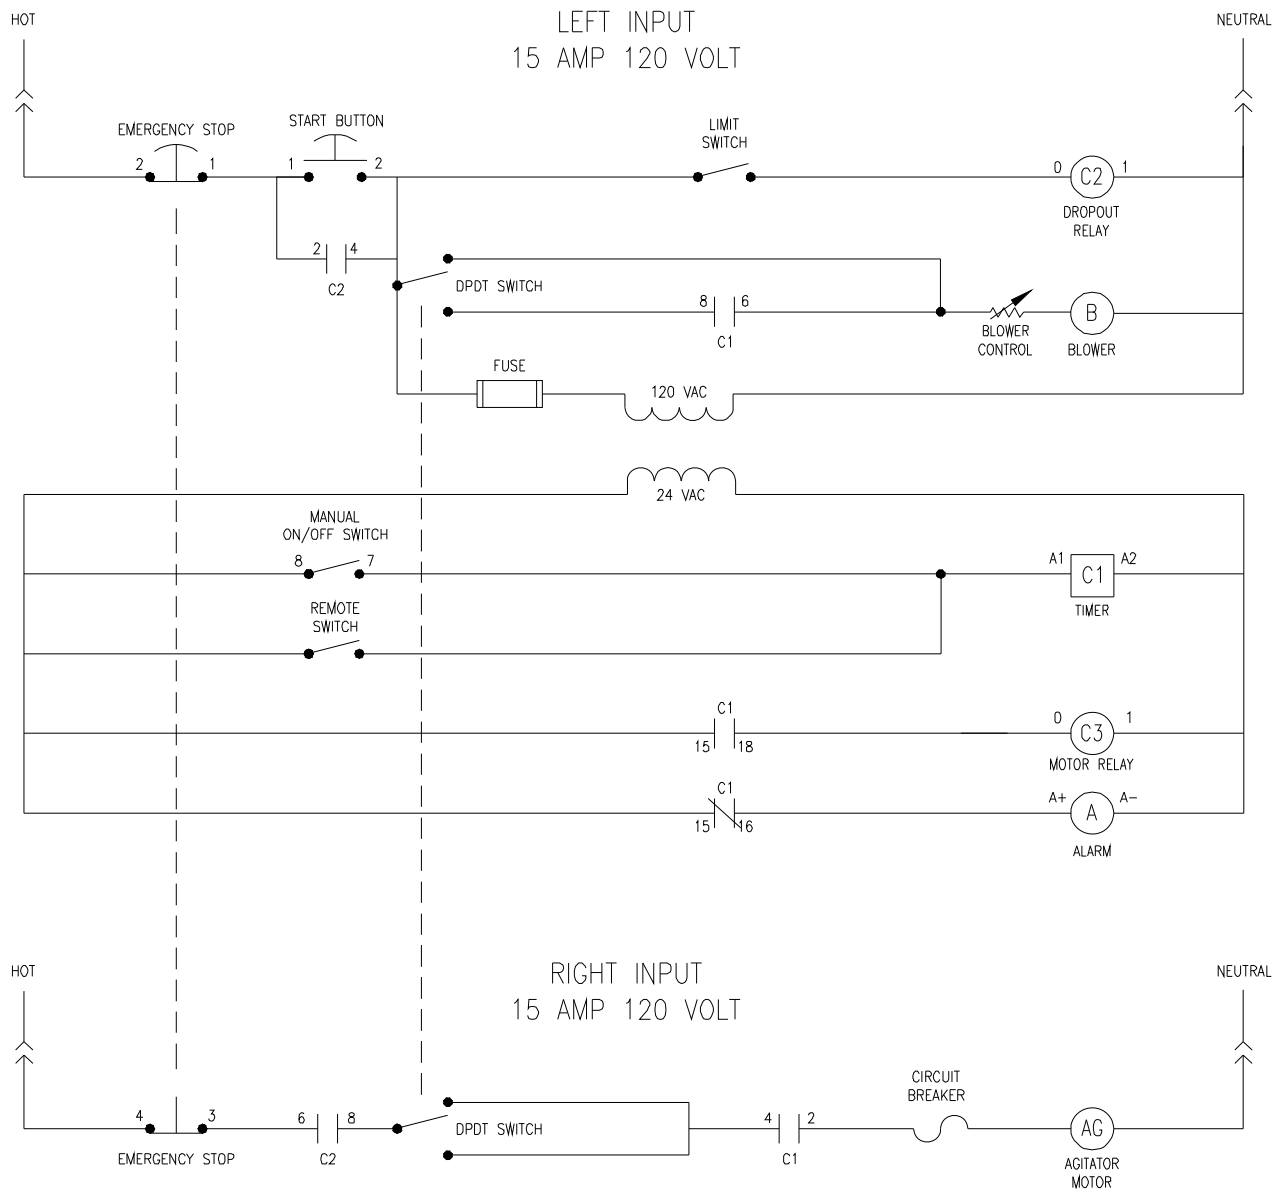 HOT
LEFT INPUT
NEUTRAL
15 AMP 120 VOLT
EMERGENCY STOP
START BUTTON
LIMIT
SWITCH
2
1
1
2
0
C2
1
DROPOUT
RELAY
2
4
C2
DPDT SWITCH
8
6
C1
BLOWER
CONTROL
B
BLOWER
FUSE
120 VAC
24 VAC
MANUAL
ON/OFF SWITCH
8
7
A1
C1
A2
TIMER
REMOTE
SWITCH
C1
15
18
0
C3
1
MOTOR RELAY
C1
15
16
A+
A
A-
ALARM
HOT
RIGHT INPUT
NEUTRAL
15 AMP 120 VOLT
4
3
EMERGENCY STOP
6
8
C2
DPDT SWITCH
4
2
C1
CIRCUIT
BREAKER
AG
AGITATOR
MOTOR